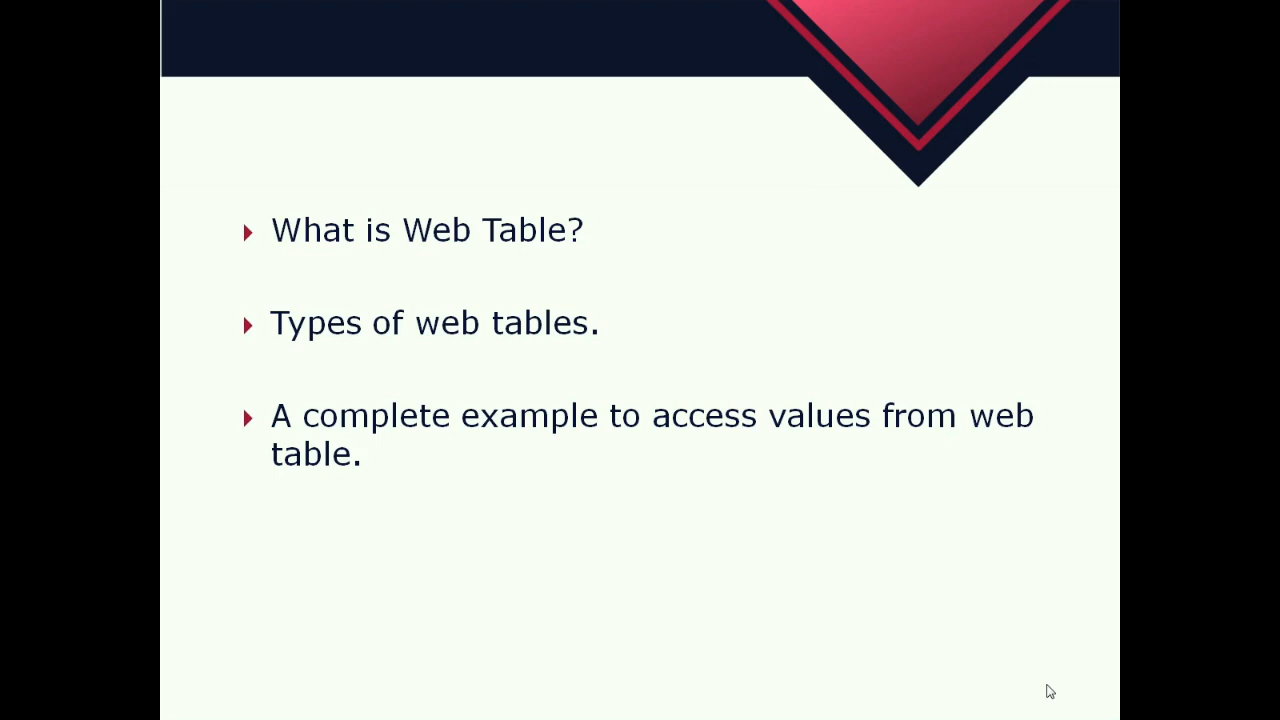 What is Web Table?
Types of web tables.
A complete example to access values from web
table.